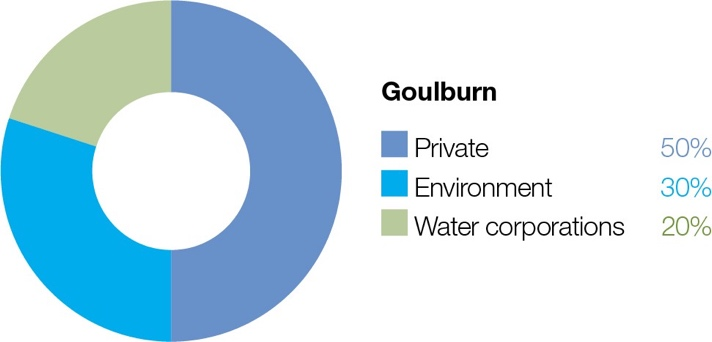 Goulburn
Private 50%
Environment 30%
Water corporations 20%